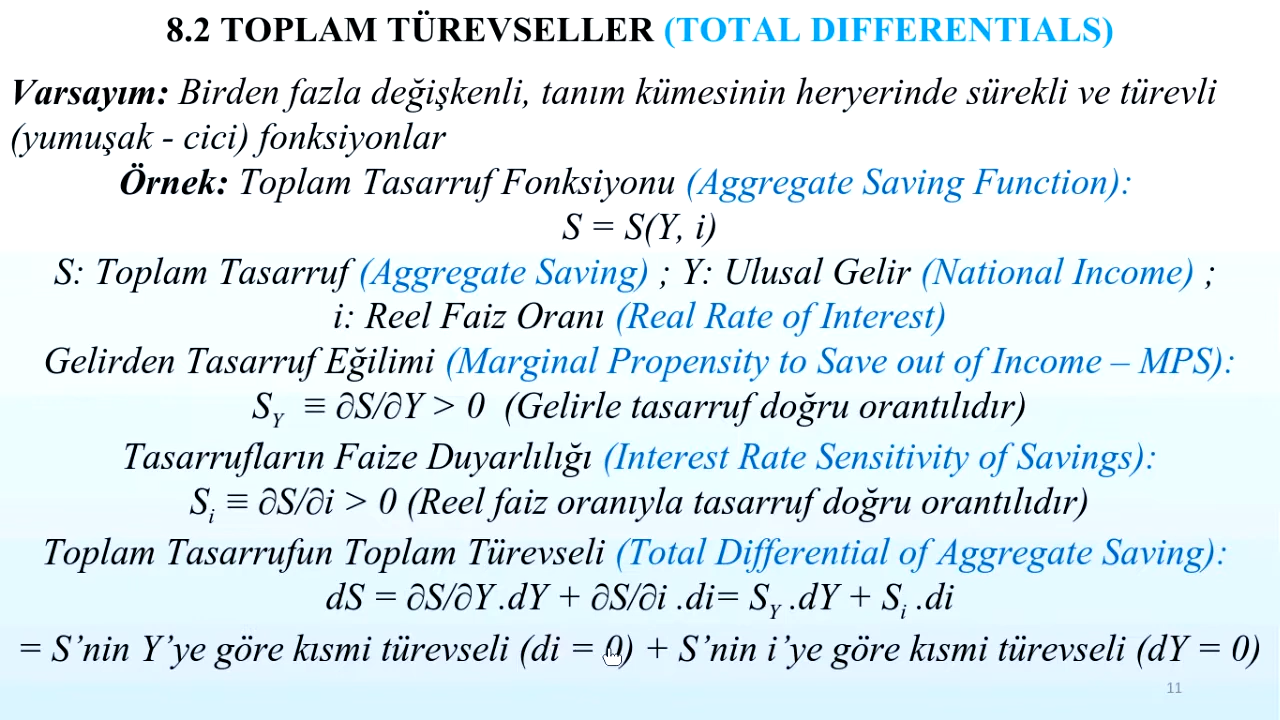 8.2 TOPLAM TÜREVSELLER (TOTAL DIFFERENTIALS)
Varsayım: Birden fazla değişkenli, tanım kümesinin heryerinde sürekli ve türevli
(yumuşak - cici) fonksiyonlar
Örnek: Toplam Tasarruf Fonksiyonu (Aggregate Saving Function):
S = S(Y, i)
S: Toplam Tasarruf (Aggregate Saving) ; Y: Ulusal Gelir (National Income) ;
i: Reel Faiz Oranı (Real Rate of Interest)
Gelirden Tasarruf Eğilimi (Marginal Propensity to Save out of Income – MPS):
S_Y ≡ ∂S/∂Y > 0 (Gelirle tasarruf doğru orantılıdır)
Tasarrufların Faize Duyarlılığı (Interest Rate Sensitivity of Savings):
S_i ≡ ∂S/∂i > 0 (Reel faiz oranıyla tasarruf doğru orantılıdır)
Toplam Tasarrufun Toplam Türevseli (Total Differential of Aggregate Saving):
dS = ∂S/∂Y.dY + ∂S/∂i .di= S_Y .dY + S_i .di
= S’nin Y’ye göre kısmi türevseli (di = 0) + S’nin i’ye göre kısmi türevseli (dY = 0)
11